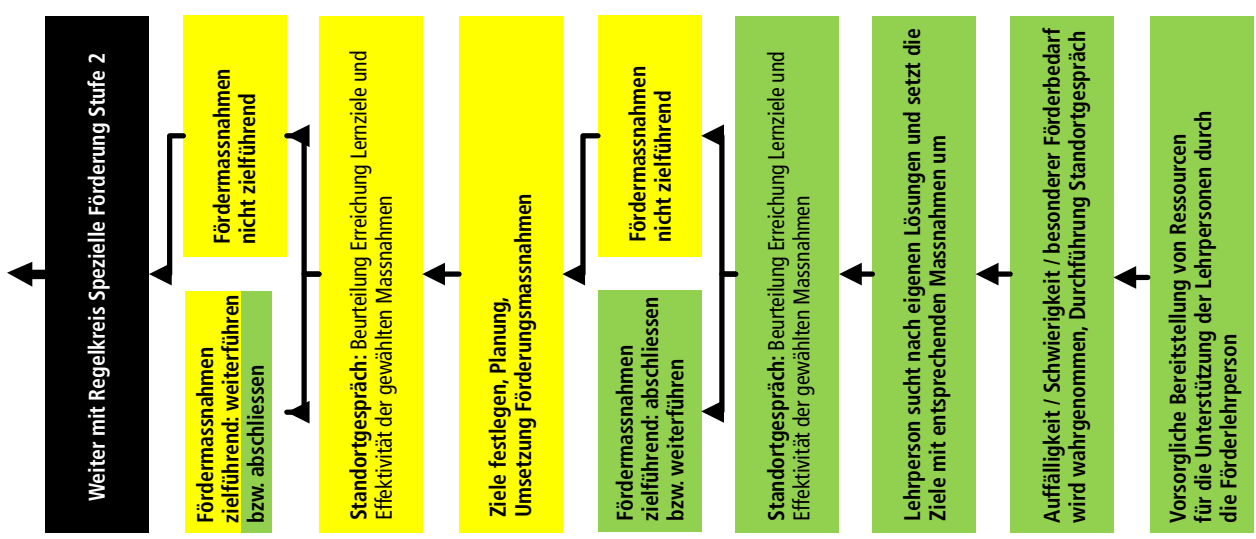 Weiter mit Regelkreis Spezielle Förderung Stufe 2
Fördermassnahmen
zielführend: weiterführen
bzw. abschliessen
Fördermassnahmen
nicht zielführend
Standortgespräch: Beurteilung Erreichung Lernziele und
Effektivität der gewählten Massnahmen
Ziele festlegen, Planung,
Umsetzung Förderungsmassnahmen
Fördermassnahmen
zielführend: abschliessen
bzw. weiterführen
Fördermassnahmen
nicht zielführend
Standortgespräch: Beurteilung Erreichung Lernziele und
Effektivität der gewählten Massnahmen
Lehrperson sucht nach eigenen Lösungen und setzt die
Ziele mit entsprechenden Massnahmen um
Auffälligkeit / Schwierigkeit / besonderer Förderbedarf
wird wahrgenommen, Durchführung Standortgespräch
Vorsorgliche Bereitstellung von Ressourcen
für die Unterstützung der Lehrpersonen durch
die Förderlehrperson